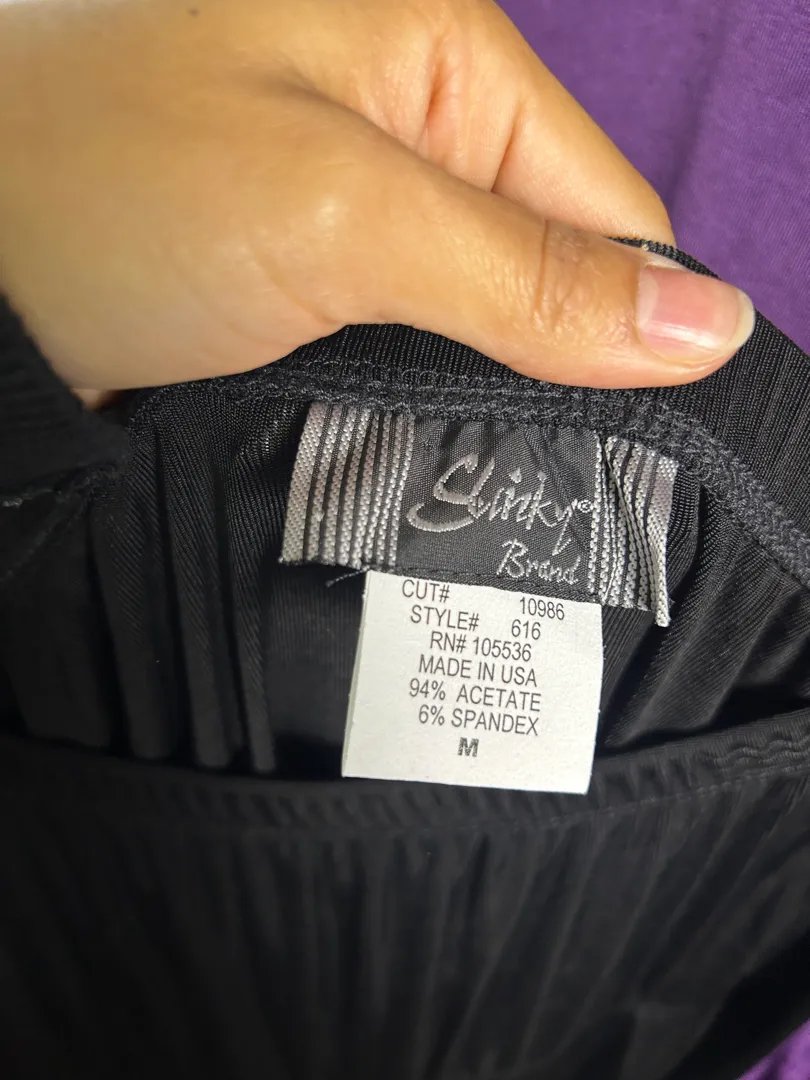 Slinky®
Brand
CUT# 10986
STYLE# 616
RN# 105536
MADE IN USA
94% ACETATE
6% SPANDEX
M